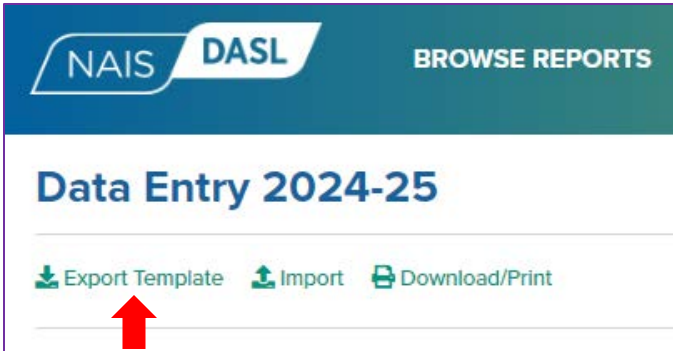 NAIS DASL BROWSE REPORTS
Data Entry 2024-25
Export Template Import Download/Print